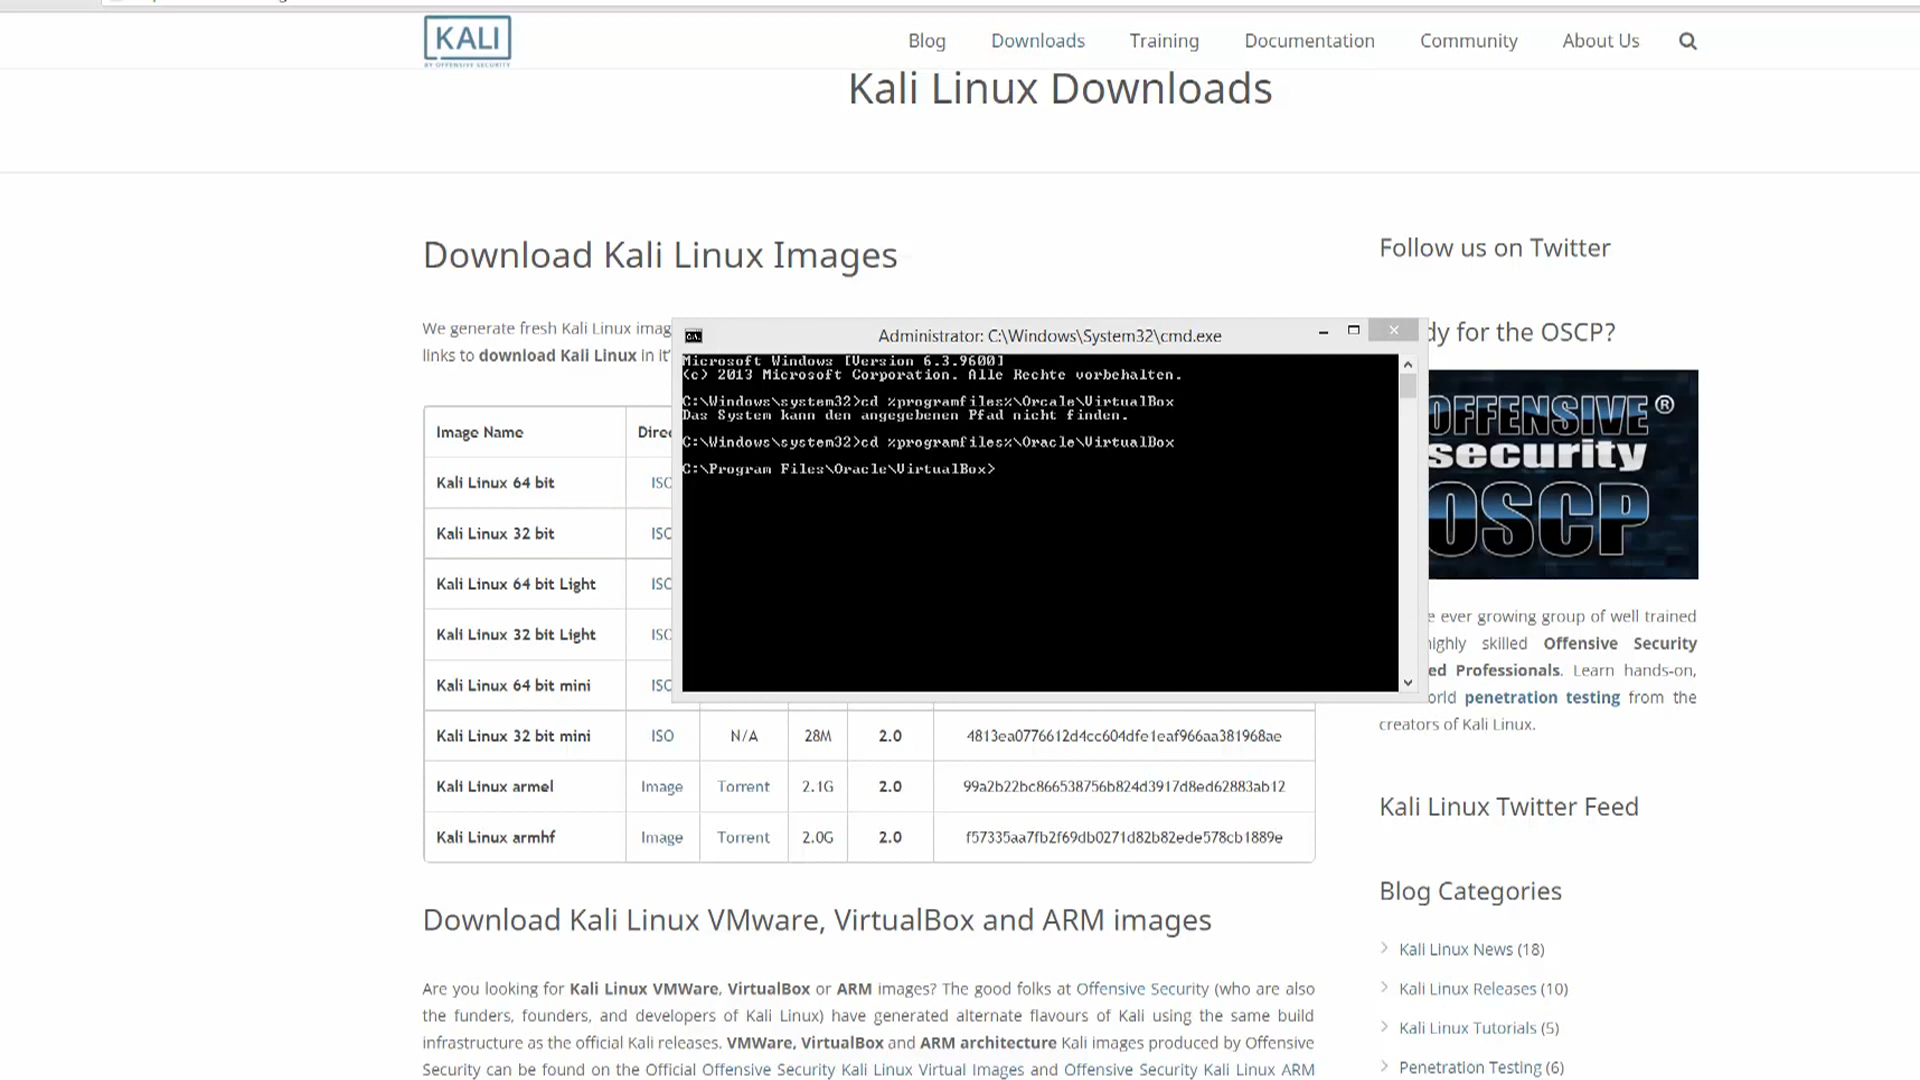 KALI
BY OFFENSIVE SECURITY
Blog
Downloads
Training
Documentation
Community
About Us
Kali Linux Downloads
Download Kali Linux Images
We generate fresh Kali Linux imag
links to download Kali Linux in it'
Image Name
Direc
Kali Linux 64 bit
ISO
Kali Linux 32 bit
ISO
Kali Linux 64 bit Light
ISO
Kali Linux 32 bit Light
ISO
Kali Linux 64 bit mini
ISO
Kali Linux 32 bit mini
ISO
N/A
28M
2.0
4813ea0776612d4cc604dfe1eaf966aa381968ae
Kali Linux armel
Image
Torrent
2.1G
2.0
99a2b22bc866538756b824d3917d8ed62883ab12
Kali Linux armhf
Image
Torrent
2.0G
2.0
f57335aa7fb2f69db0271d82b82ede578cb1889e
Administrator: C:\Windows\System32\cmd.exe
Microsoft Windows [Version 6.3.9600]
(c) 2013 Microsoft Corporation. Alle Rechte vorbehalten.
C:\Windows\system32>cd %programfiles%\Orcale\VirtualBox
Das System kann den angegebenen Pfad nicht finden.
C:\Windows\system32>cd %programfiles%\Oracle\VirtualBox
C:\Program Files\Oracle\VirtualBox>
Download Kali Linux VMware, VirtualBox and ARM images
Are you looking for Kali Linux VMWare, VirtualBox or ARM images? The good folks at Offensive Security (who are also
the funders, founders, and developers of Kali Linux) have generated alternate flavours of Kali using the same build
infrastructure as the official Kali releases. VMWare, VirtualBox and ARM architecture Kali images produced by Offensive
Security can be found on the Official Offensive Security Kali Linux Virtual Images and Offensive Security Kali Linux ARM
Follow us on Twitter
dy for the OSCP?
OFFENSIVE®
security
OSCP
e ever growing group of well trained
ighly skilled Offensive Security
ed Professionals. Learn hands-on,
orld penetration testing from the
creators of Kali Linux.
Kali Linux Twitter Feed
Blog Categories
Kali Linux News (18)
Kali Linux Releases (10)
Kali Linux Tutorials (5)
Penetration Testing (6)